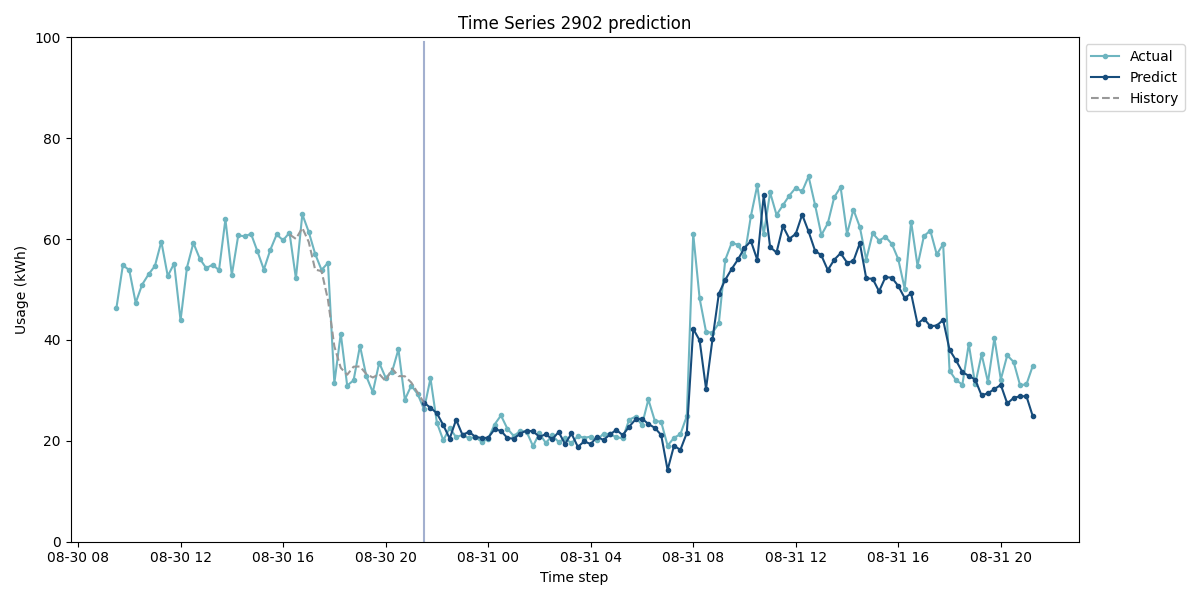 Time Series 2902 prediction
Actual
Predict
History
Usage (kWh)
100
80
60
40
20
0
08-30 08
08-30 12
08-30 16
08-30 20
08-31 00
08-31 04
08-31 08
08-31 12
08-31 16
08-31 20
Time step